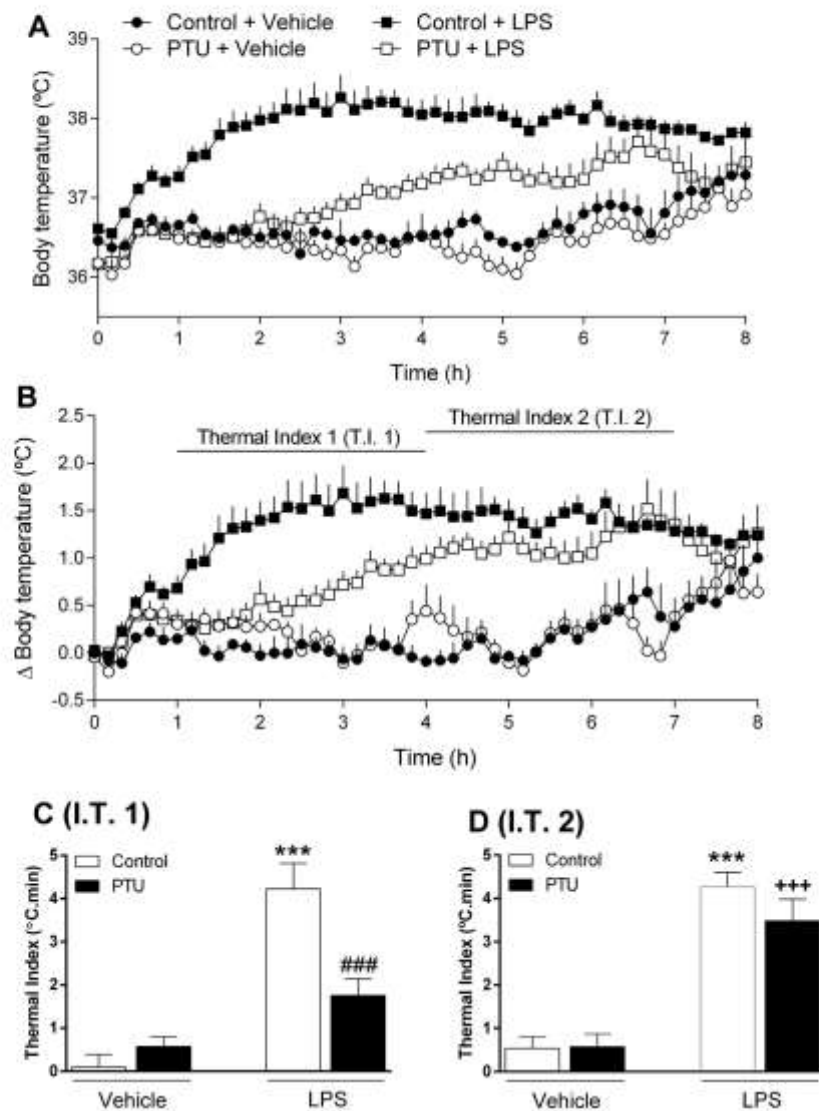 A
Control + Vehicle Control + LPS
PTU + Vehicle PTU + LPS
39
38
37
36
Body temperature (ºC)
0 1 2 3 4 5 6 7 8
Time (h)
B
2.5
2.0
1.5
1.0
0.5
0.0
-0.5
Δ Body temperature (ºC)
Thermal Index 1 (T.I. 1)
Thermal Index 2 (T.I. 2)
0 1 2 3 4 5 6 7 8
Time (h)
C (I.T. 1)
5
4
3
2
1
0
Thermal Index (°C.min)
Control
PTU
***
###
Vehicle LPS
D (I.T. 2)
5
4
3
2
1
0
Thermal Index (ºC.min)
Control
PTU
***
+++
Vehicle LPS